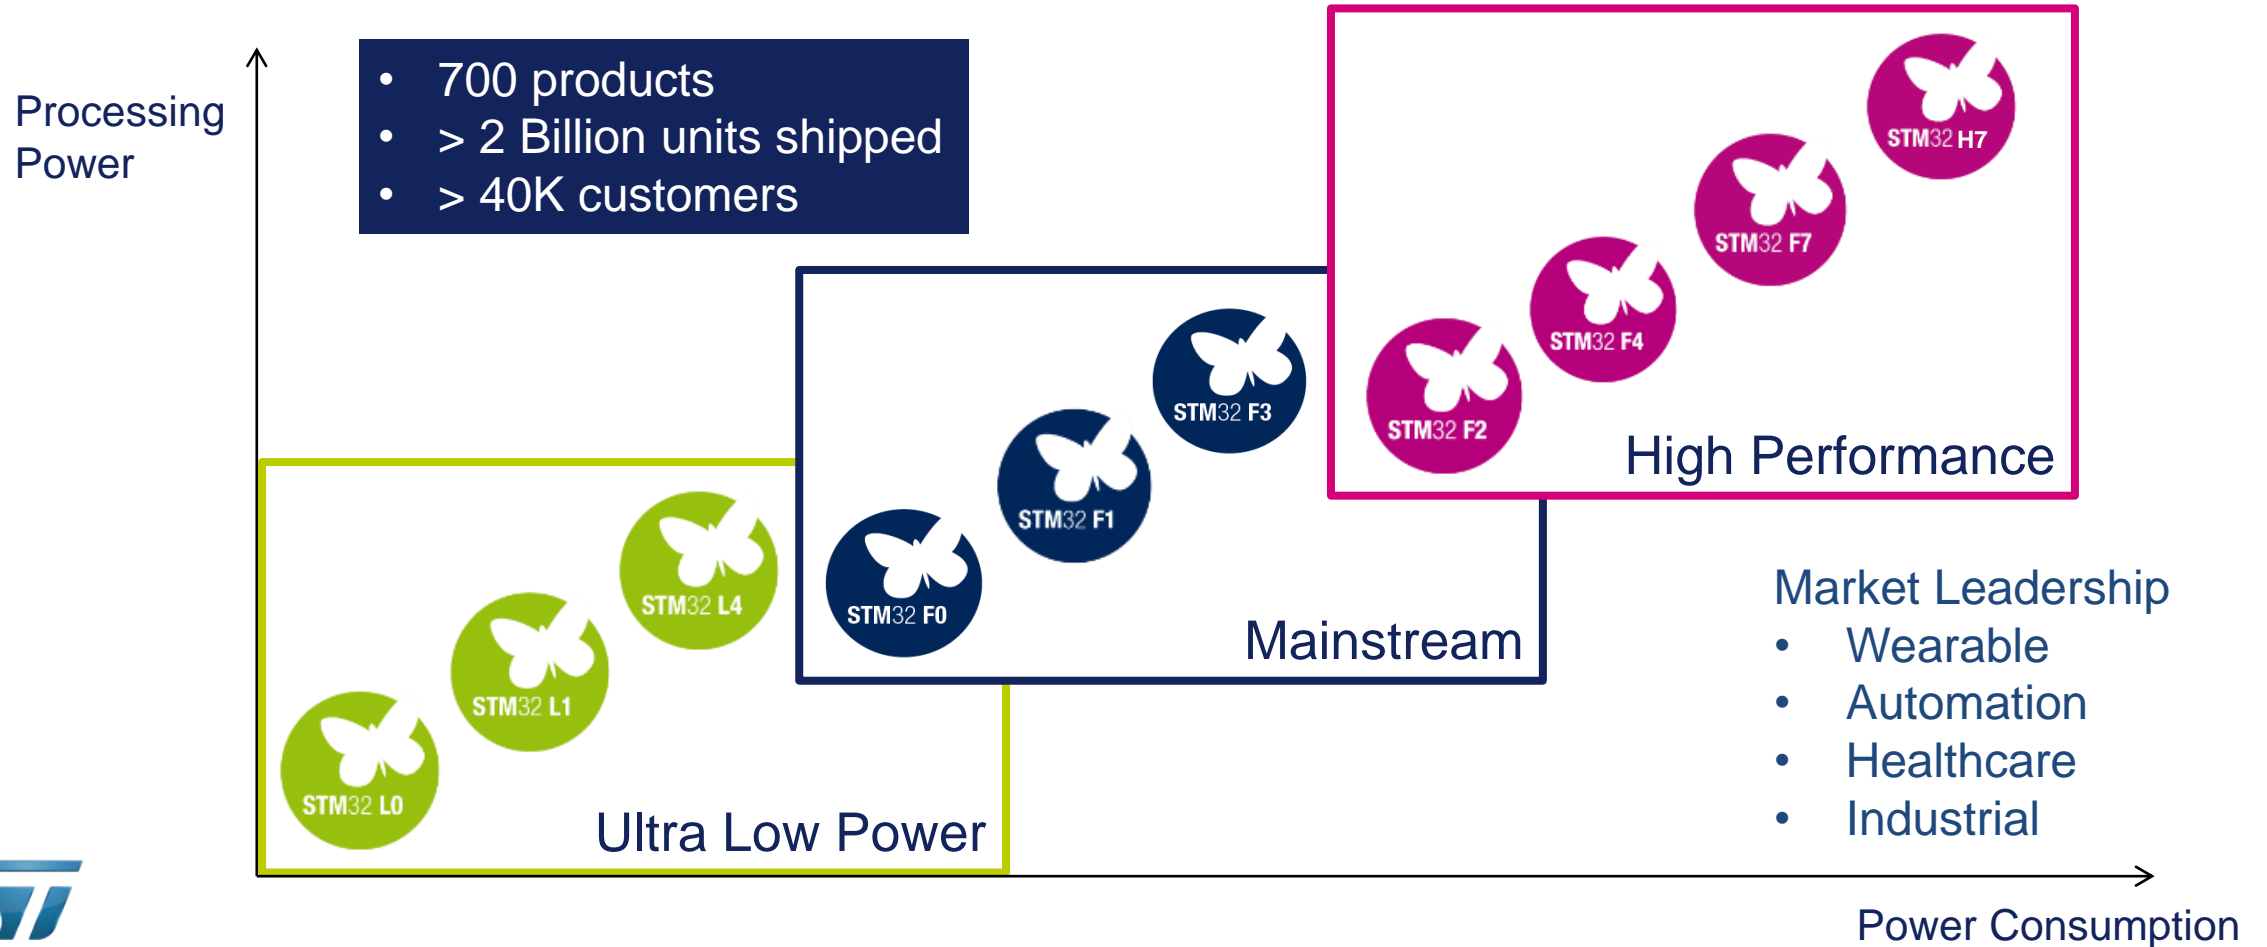 Processing
Power
• 700 products
• > 2 Billion units shipped
• > 40K customers
STM32 H7
STM32 F7
STM32 F4
STM32 F2
High Performance
STM32 F3
STM32 F1
STM32 F0
Mainstream
STM32 L4
STM32 L1
STM32 L0
Ultra Low Power
Market Leadership
• Wearable
• Automation
• Healthcare
• Industrial
Power Consumption
ST